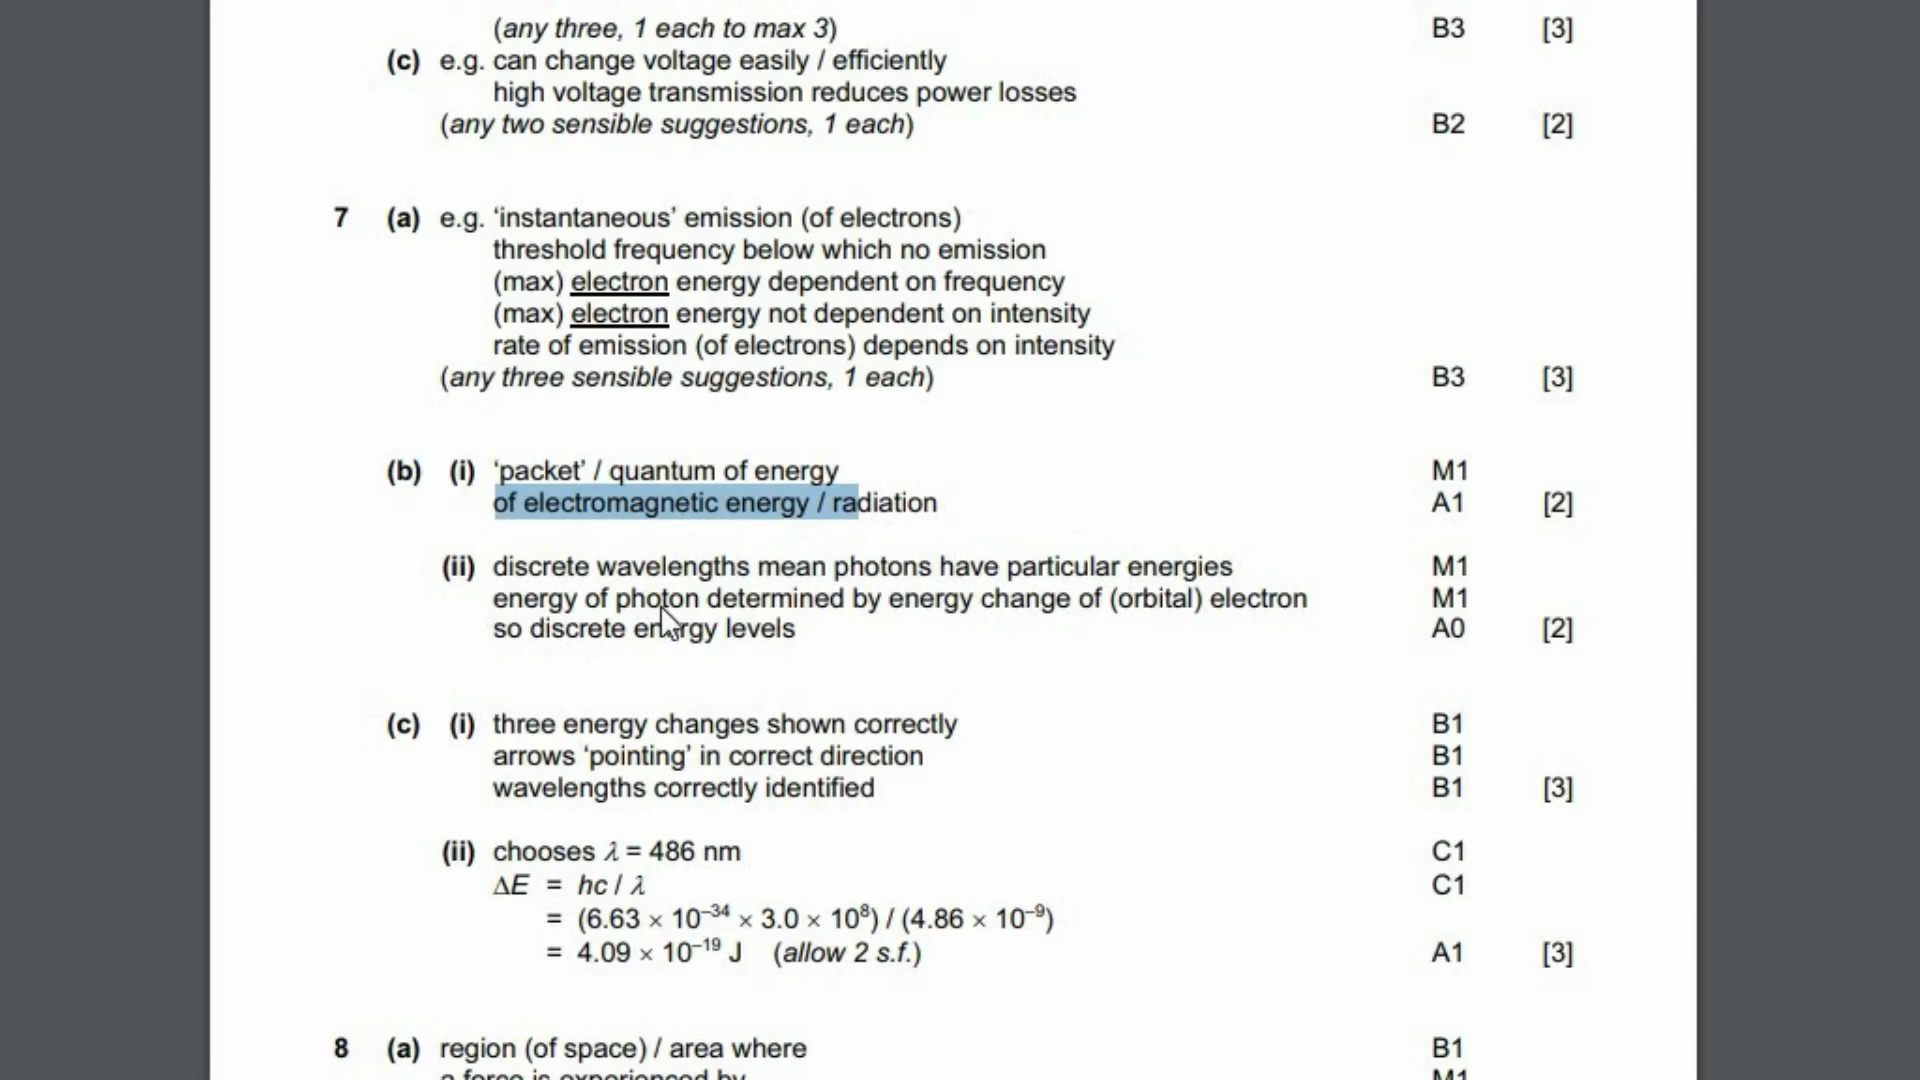 (any three, 1 each to max 3) B3 [3]
(c) e.g. can change voltage easily / efficiently
high voltage transmission reduces power losses
(any two sensible suggestions, 1 each) B2 [2]
7 (a) e.g. ‘instantaneous’ emission (of electrons)
threshold frequency below which no emission
(max) electron energy dependent on frequency
(max) electron energy not dependent on intensity
rate of emission (of electrons) depends on intensity
(any three sensible suggestions, 1 each) B3 [3]
(b) (i) ‘packet’ / quantum of energy M1
of electromagnetic energy / radiation A1 [2]
(ii) discrete wavelengths mean photons have particular energies M1
energy of photon determined by energy change of (orbital) electron M1
so discrete energy levels A0 [2]
(c) (i) three energy changes shown correctly B1
arrows ‘pointing’ in correct direction B1
wavelengths correctly identified B1 [3]
(ii) chooses λ = 486 nm C1
ΔE = hc / λ C1
= (6.63 × 10⁻³⁴ × 3.0 × 10⁸) / (4.86 × 10⁻⁹)
= 4.09 × 10⁻¹⁹ J (allow 2 s.f.) A1 [3]
8 (a) region (of space) / area where B1
a force is experienced by M1